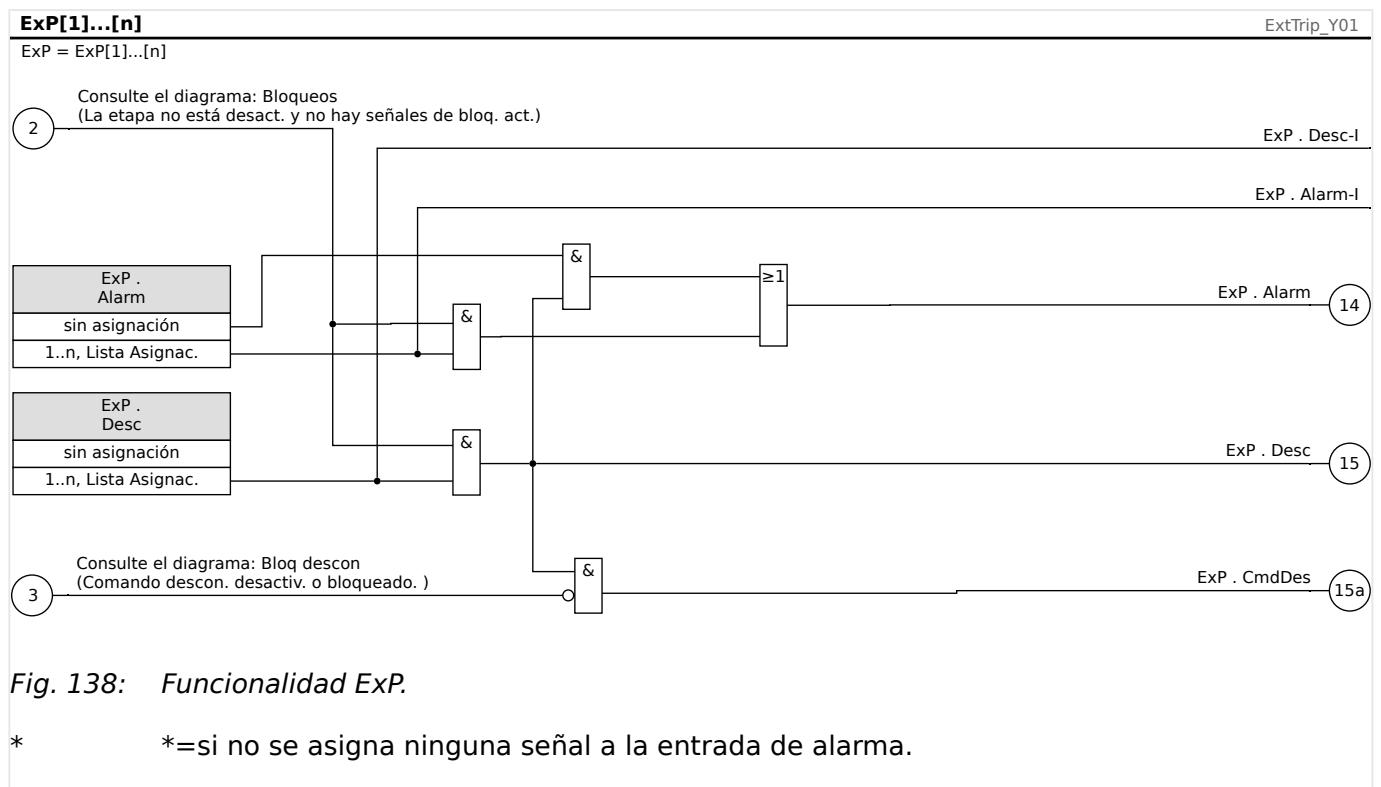 ExP[1]...[n]
ExtTrip_Y01
ExP = ExP[1]...[n]
Consulte el diagrama: Bloqueos
(La etapa no está desact. y no hay señales de bloq. act.)
2
ExP . Desc-I
ExP . Alarm-I
&
ExP .
Alarm
≥1
ExP . Alarm
14
sin asignación
&
1..n, Lista Asignac.
ExP .
Desc
&
ExP . Desc
15
sin asignación
1..n, Lista Asignac.
Consulte el diagrama: Bloq descon
(Comando descon. desactiv. o bloqueado. )
3
&
ExP . CmdDes
15a
Fig. 138: Funcionalidad ExP.
* *=si no se asigna ninguna señal a la entrada de alarma.